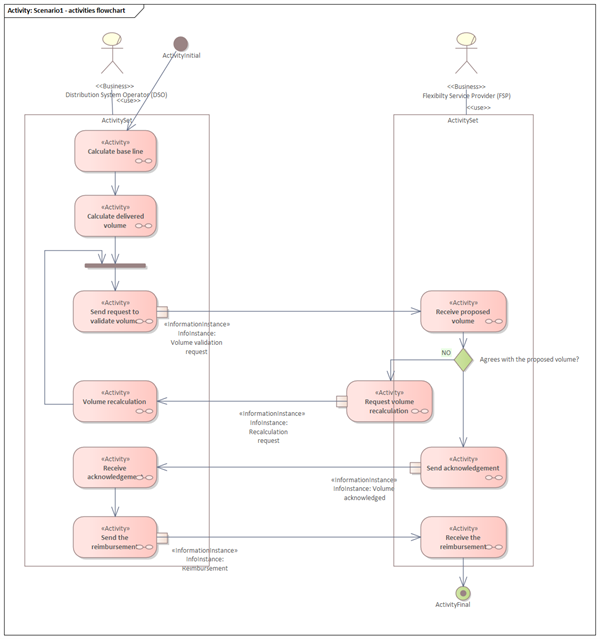 Activity: Scenario1 - activities flowchart
ActivityInitial
<<Business>>
Distribution System Operator (DSO)
<<use>>
<<Business>>
Flexibilty Service Provider (FSP)
<<use>>
ActivitySet
ActivitySet
«Activity»
Calculate base line
«Activity»
Calculate delivered
volume
«Activity»
Send request to
validate volume
«InformationInstance»
InfoInstance:
Volume validation
request
«Activity»
Receive proposed
volume
NO
Agrees with the proposed volume?
«Activity»
Volume recalculation
«InformationInstance»
InfoInstance:
Recalculation
request
«Activity»
Request volume
recalculation
«Activity»
Receive
acknowledgement
«InformationInstance»
InfoInstance: Volume
acknowledged
«Activity»
Send acknowledgement
«Activity»
Send the
reimbursement
«InformationInstance»
InfoInstance:
Reimbursement
«Activity»
Receive the
reimbursement
ActivityFinal